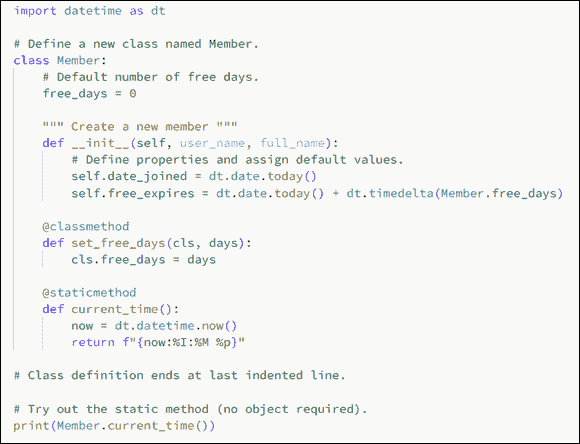 import datetime as dt
# Define a new class named Member.
class Member:
    # Default number of free days.
    free_days = 0
    """ Create a new member """
    def __init__(self, user_name, full_name):
        # Define properties and assign default values.
        self.date_joined = dt.date.today()
        self.free_expires = dt.date.today() + dt.timedelta(Member.free_days)
    @classmethod
    def set_free_days(cls, days):
        cls.free_days = days
    @staticmethod
    def current_time():
        now = dt.datetime.now()
        return f"{now:%I:%M %p}"
# Class definition ends at last indented line.
# Try out the static method (no object required).
print(Member.current_time())